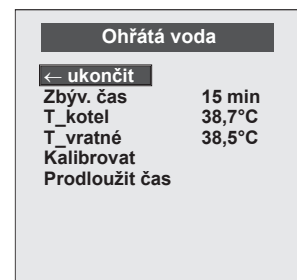 Ohřátá voda
← ukončit
Zbýv. čas 15 min
T_kotel 38,7°C
T_vratné 38,5°C
Kalibrovat
Prodloužit čas